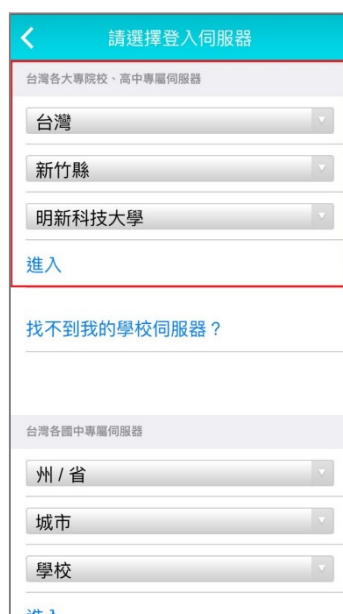 請選擇登入伺服器
台灣各大專院校、高中專屬伺服器
台灣
新竹縣
明新科技大學
進入
找不到我的學校伺服器？
台灣各國中專屬伺服器
州 / 省
城市
學校
進入